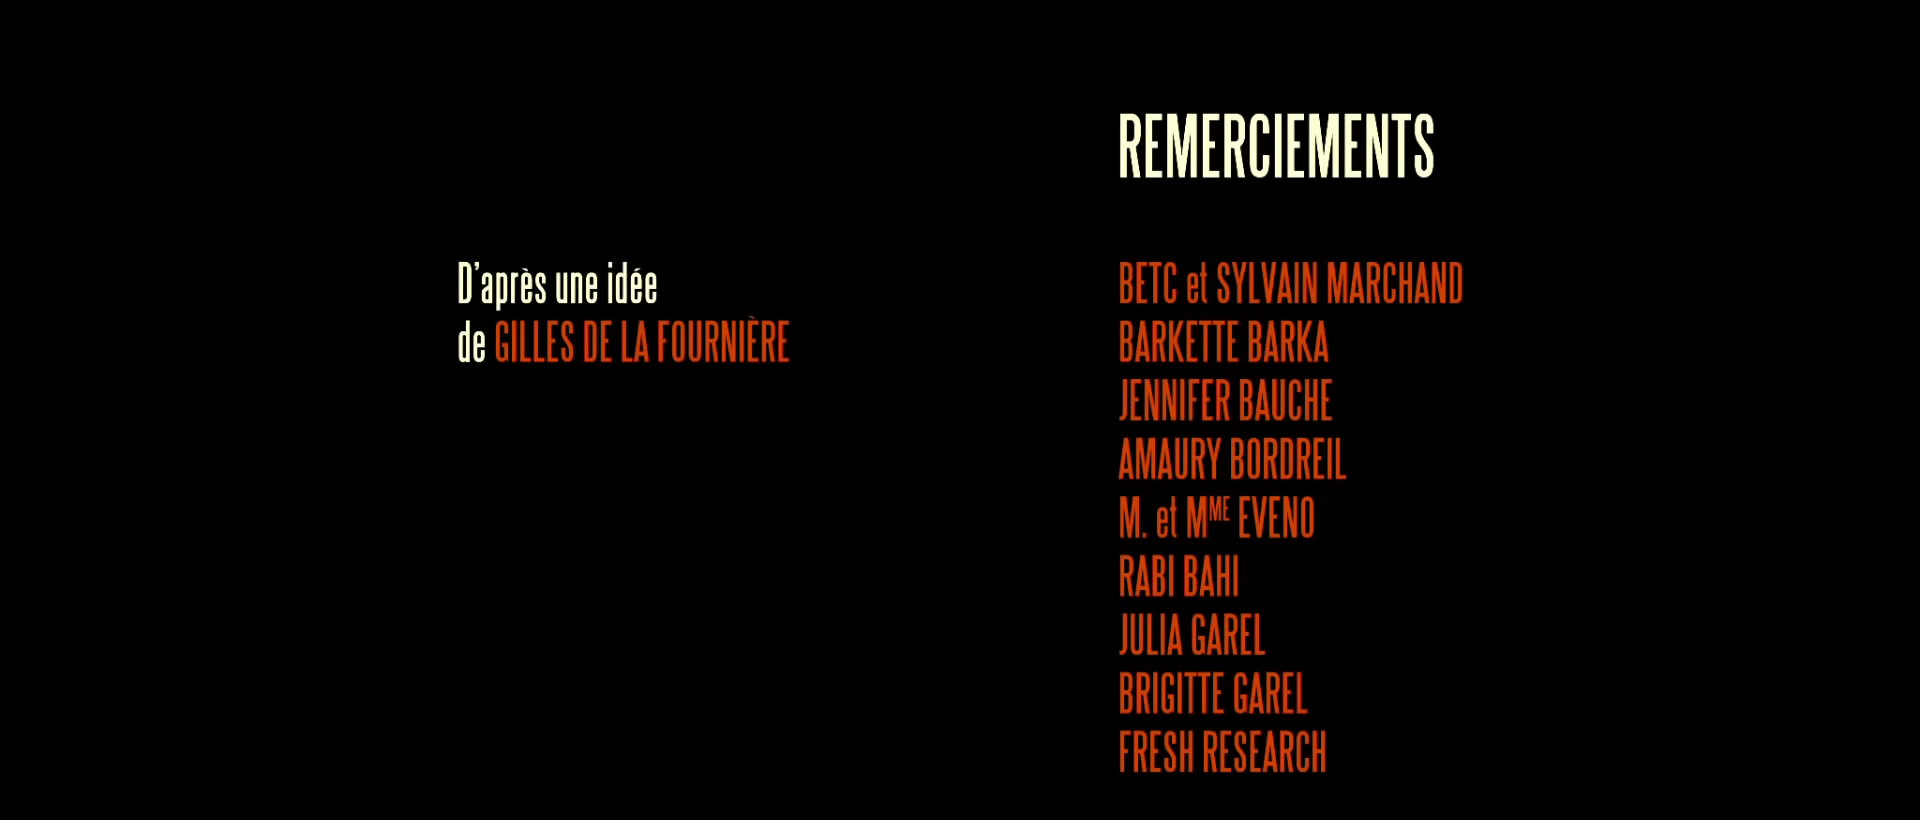 D'après une idée
de GILLES DE LA FOURNIÈRE
REMERCIEMENTS
BETC et SYLVAIN MARCHAND
BARKETTE BARKA
JENNIFER BAUCHE
AMAURY BORDREIL
M. et Mᴹᴱ EVENO
RABI BAHI
JULIA GAREL
BRIGITTE GAREL
FRESH RESEARCH